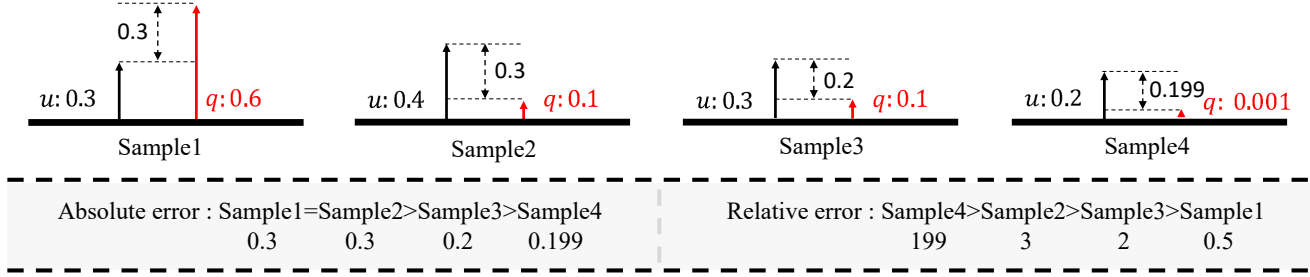 0.3
u: 0.3
q: 0.6
Sample1
0.3
u: 0.4
q: 0.1
Sample2
0.2
u: 0.3
q: 0.1
Sample3
0.199
u: 0.2
q: 0.001
Sample4
Absolute error : Sample1=Sample2>Sample3>Sample4
0.3 0.3 0.2 0.199
Relative error : Sample4>Sample2>Sample3>Sample1
199 3 2 0.5